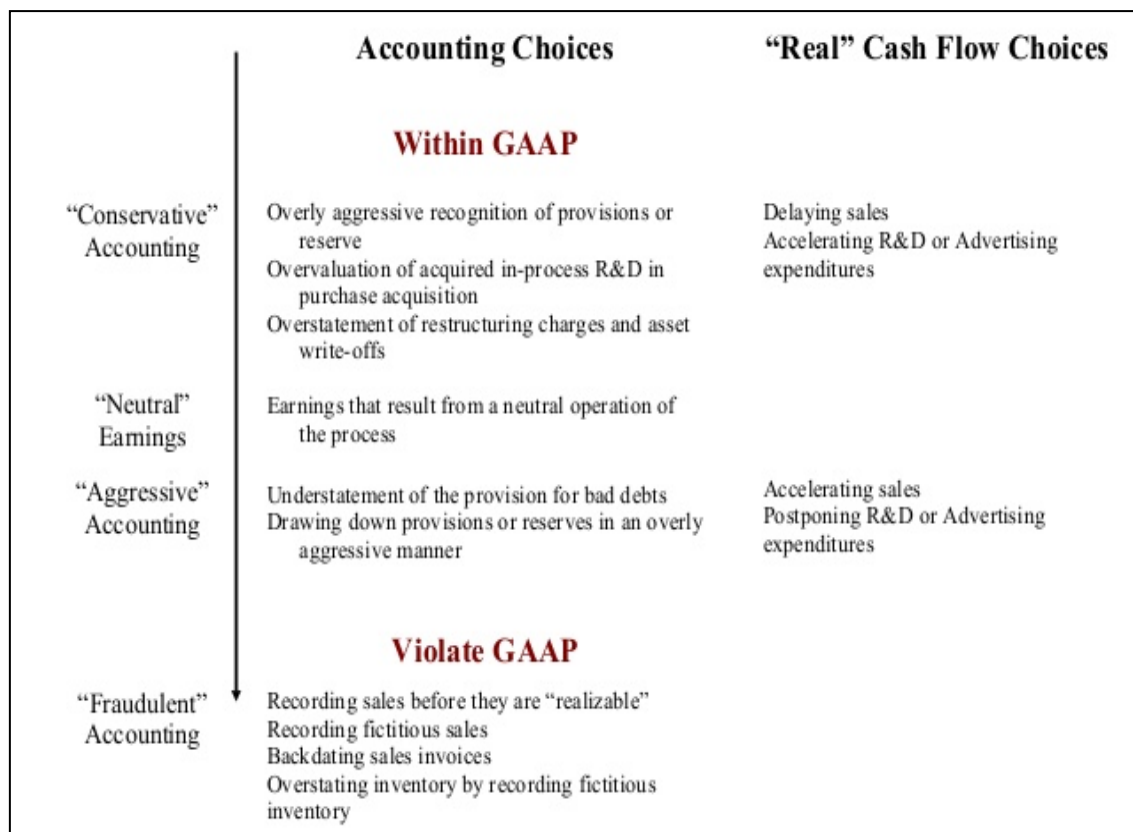 Accounting Choices
“Real” Cash Flow Choices
Within GAAP
“Conservative”
Accounting
Overly aggressive recognition of provisions or
reserve
Overvaluation of acquired in-process R&D in
purchase acquisition
Overstatement of restructuring charges and asset
write-offs
Delaying sales
Accelerating R&D or Advertising
expenditures
“Neutral”
Earnings
Earnings that result from a neutral operation of
the process
“Aggressive”
Accounting
Understatement of the provision for bad debts
Drawing down provisions or reserves in an overly
aggressive manner
Accelerating sales
Postponing R&D or Advertising
expenditures
Violate GAAP
“Fraudulent”
Accounting
Recording sales before they are “realizable”
Recording fictitious sales
Backdating sales invoices
Overstating inventory by recording fictitious
inventory